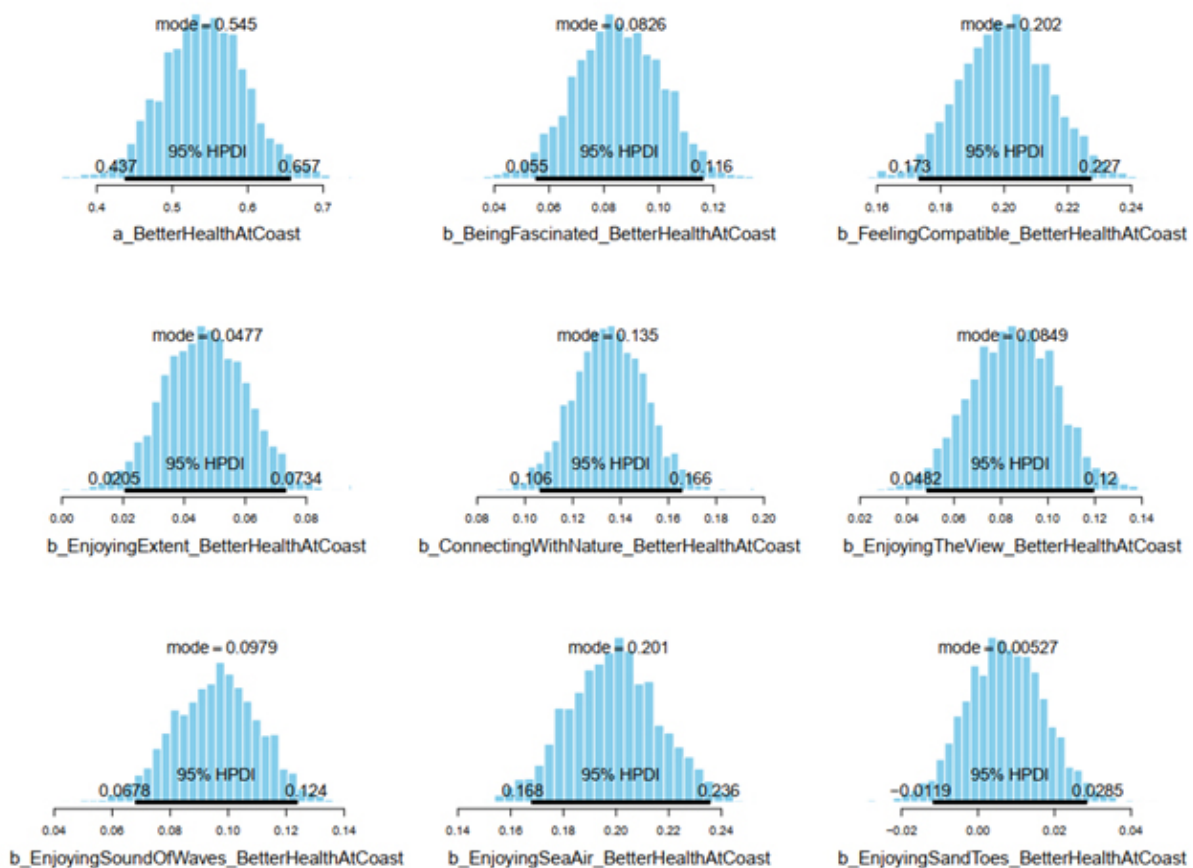 mode = 0.545
95% HPDI
0.437 0.657
0.4 0.5 0.6 0.7
a_BetterHealthAtCoast
mode = 0.0826
95% HPDI
0.055 0.116
0.04 0.06 0.08 0.10 0.12
b_BeingFascinated_BetterHealthAtCoast
mode = 0.202
95% HPDI
0.173 0.227
0.16 0.18 0.20 0.22 0.24
b_FeelingCompatible_BetterHealthAtCoast
mode = 0.0477
95% HPDI
0.0205 0.0734
0.00 0.02 0.04 0.06 0.08
b_EnjoyingExtent_BetterHealthAtCoast
mode = 0.135
95% HPDI
0.106 0.166
0.08 0.10 0.12 0.14 0.16 0.18 0.20
b_ConnectingWithNature_BetterHealthAtCoast
mode = 0.0849
95% HPDI
0.0482 0.12
0.02 0.04 0.06 0.08 0.10 0.12 0.14
b_EnjoyingTheView_BetterHealthAtCoast
mode = 0.0979
95% HPDI
0.0678 0.124
0.04 0.06 0.08 0.10 0.12 0.14
b_EnjoyingSoundOfWaves_BetterHealthAtCoast
mode = 0.201
95% HPDI
0.168 0.236
0.14 0.16 0.18 0.20 0.22 0.24
b_EnjoyingSeaAir_BetterHealthAtCoast
mode = 0.00527
95% HPDI
−0.0119 0.0285
−0.02 0.00 0.02 0.04
b_EnjoyingSandToes_BetterHealthAtCoast